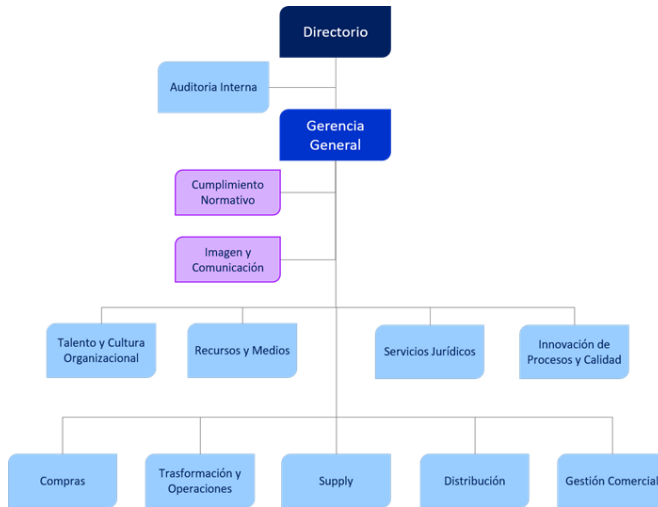 Directorio
Auditoria Interna
Gerencia
General
Cumplimiento
Normativo
Imagen y
Comunicación
Talento y Cultura
Organizacional
Recursos y Medios
Servicios Jurídicos
Innovación de
Procesos y Calidad
Compras
Trasformación y
Operaciones
Supply
Distribución
Gestión Comercial